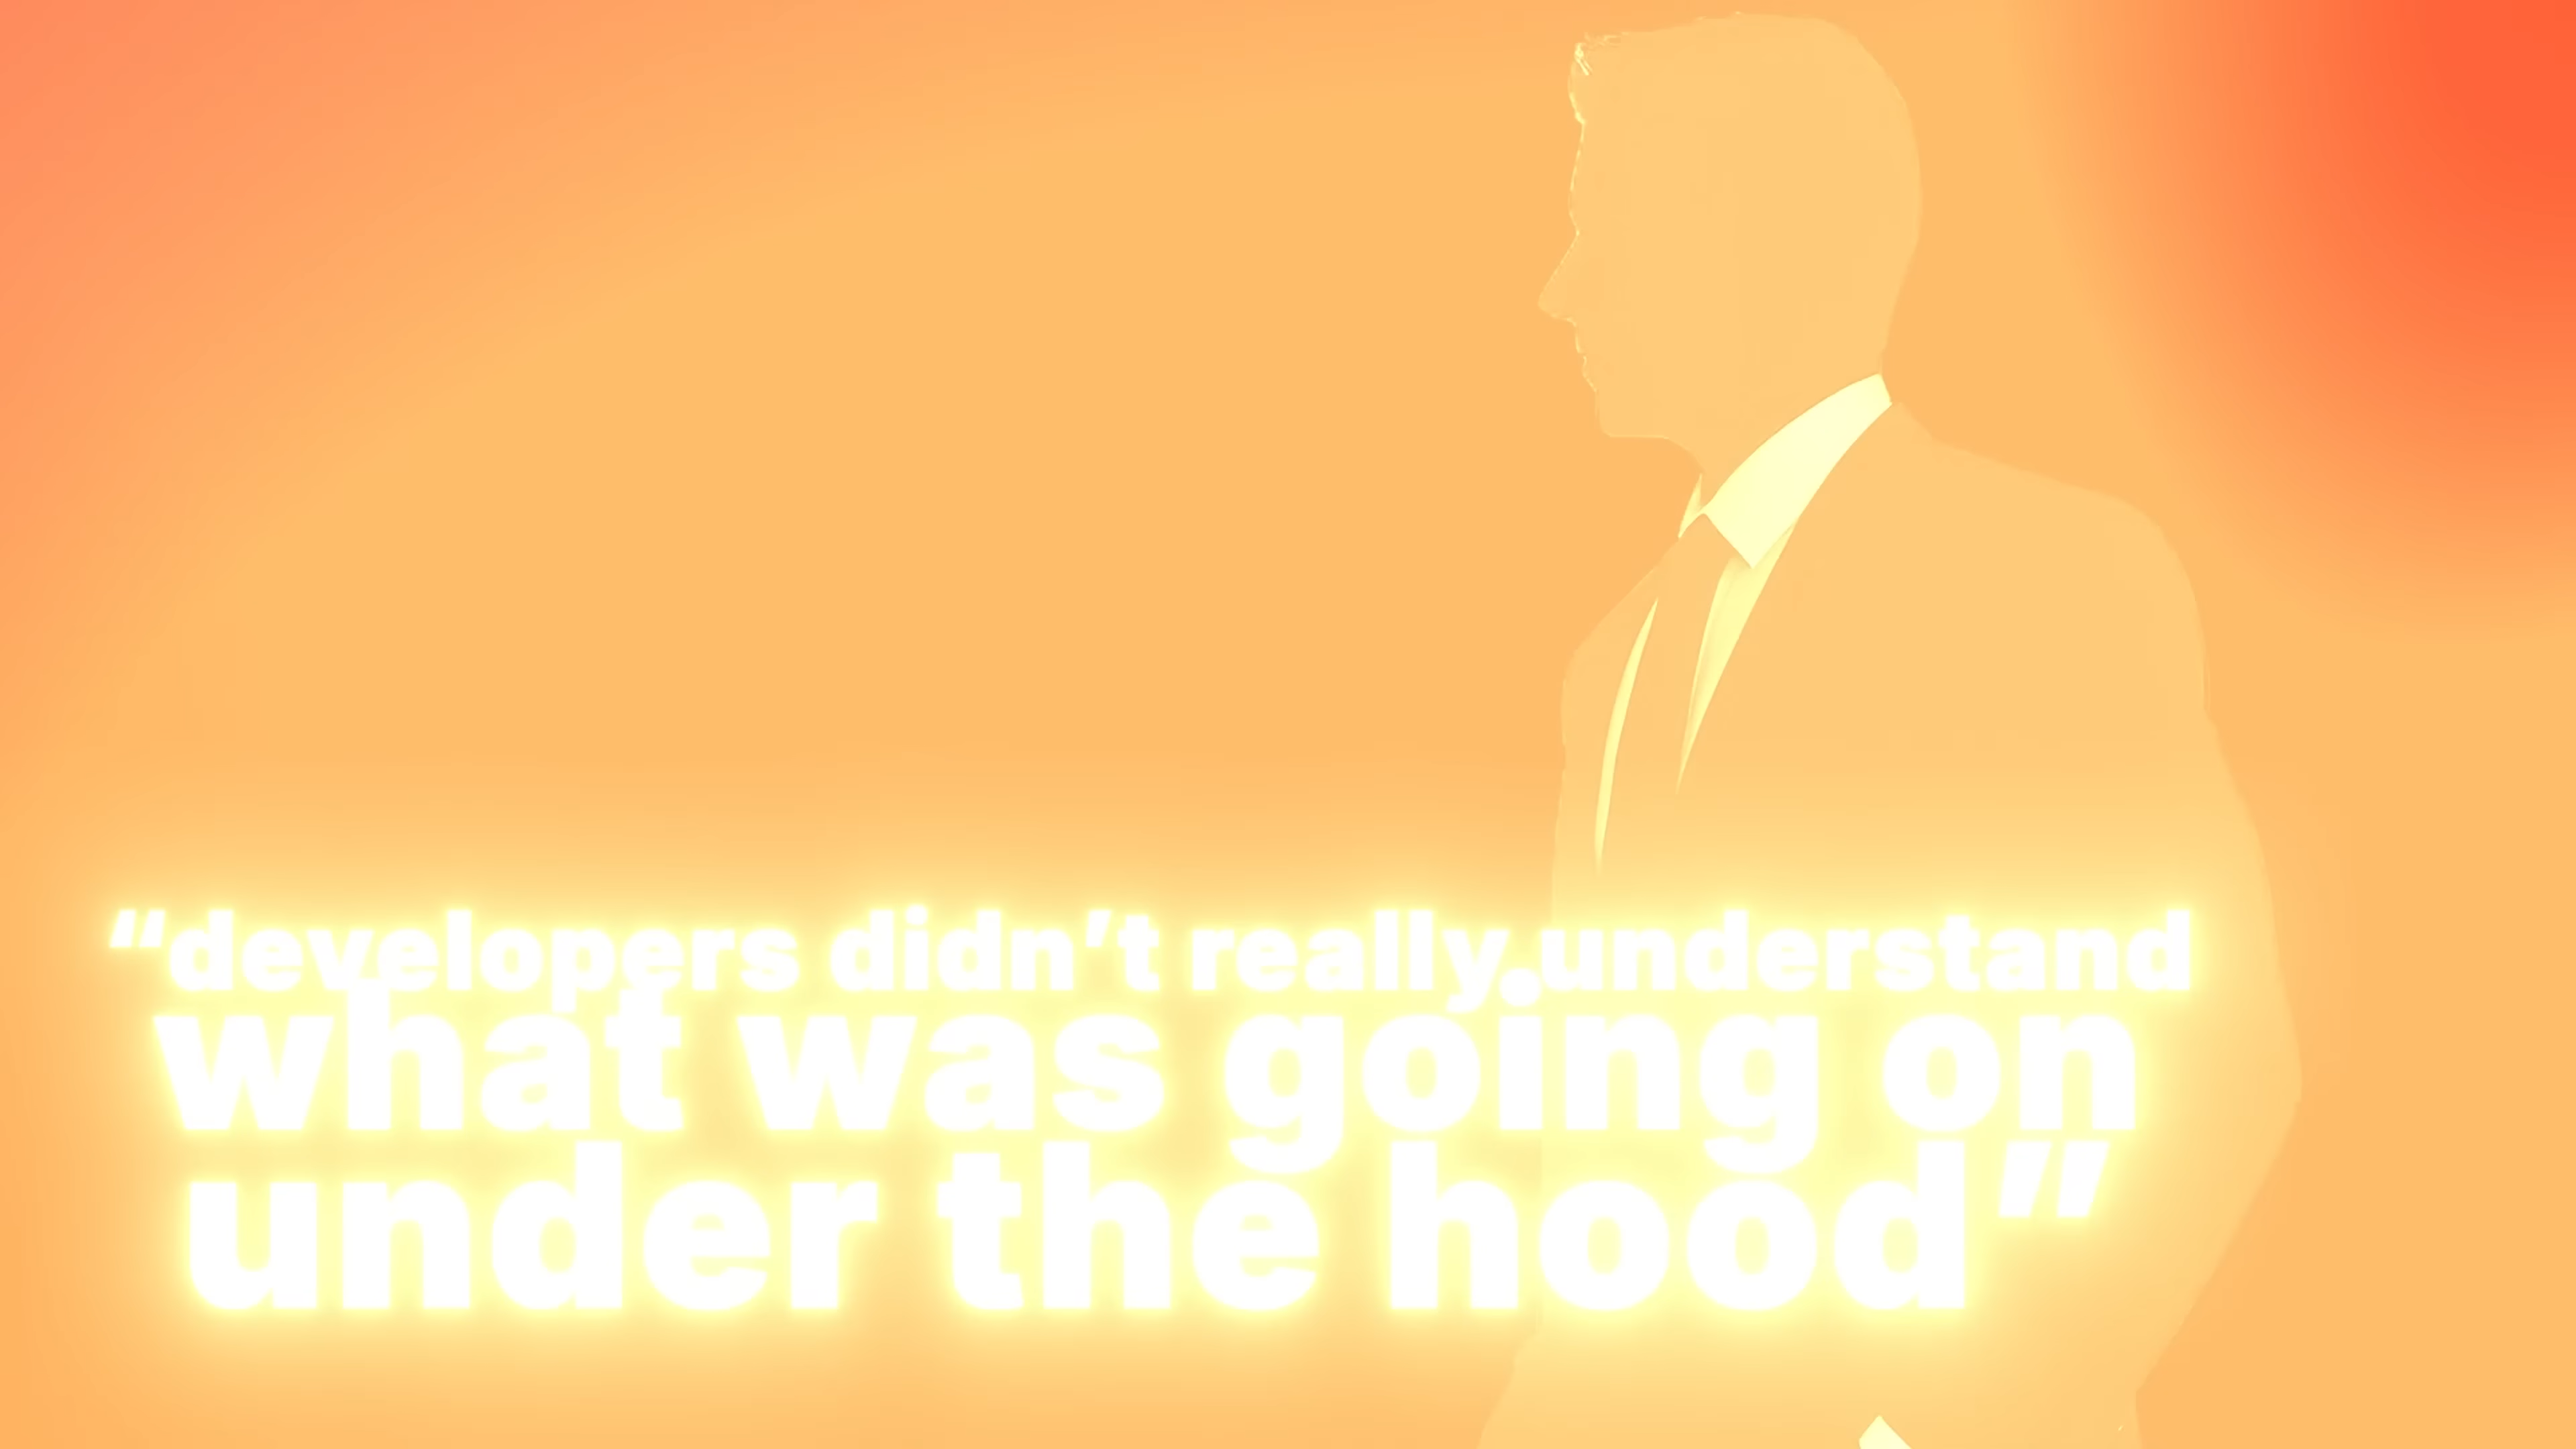 “developers didn’t really understand
what was going on
under the hood”